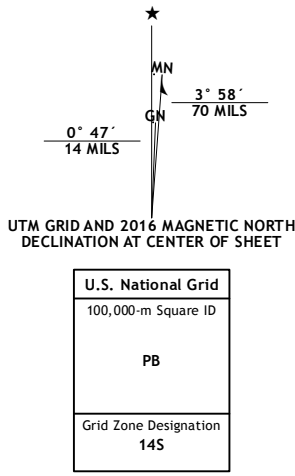 MN
3° 58´
70 MILS
GN
0° 47´
14 MILS
UTM GRID AND 2016 MAGNETIC NORTH
DECLINATION AT CENTER OF SHEET
U.S. National Grid
100,000-m Square ID
PB
Grid Zone Designation
14S